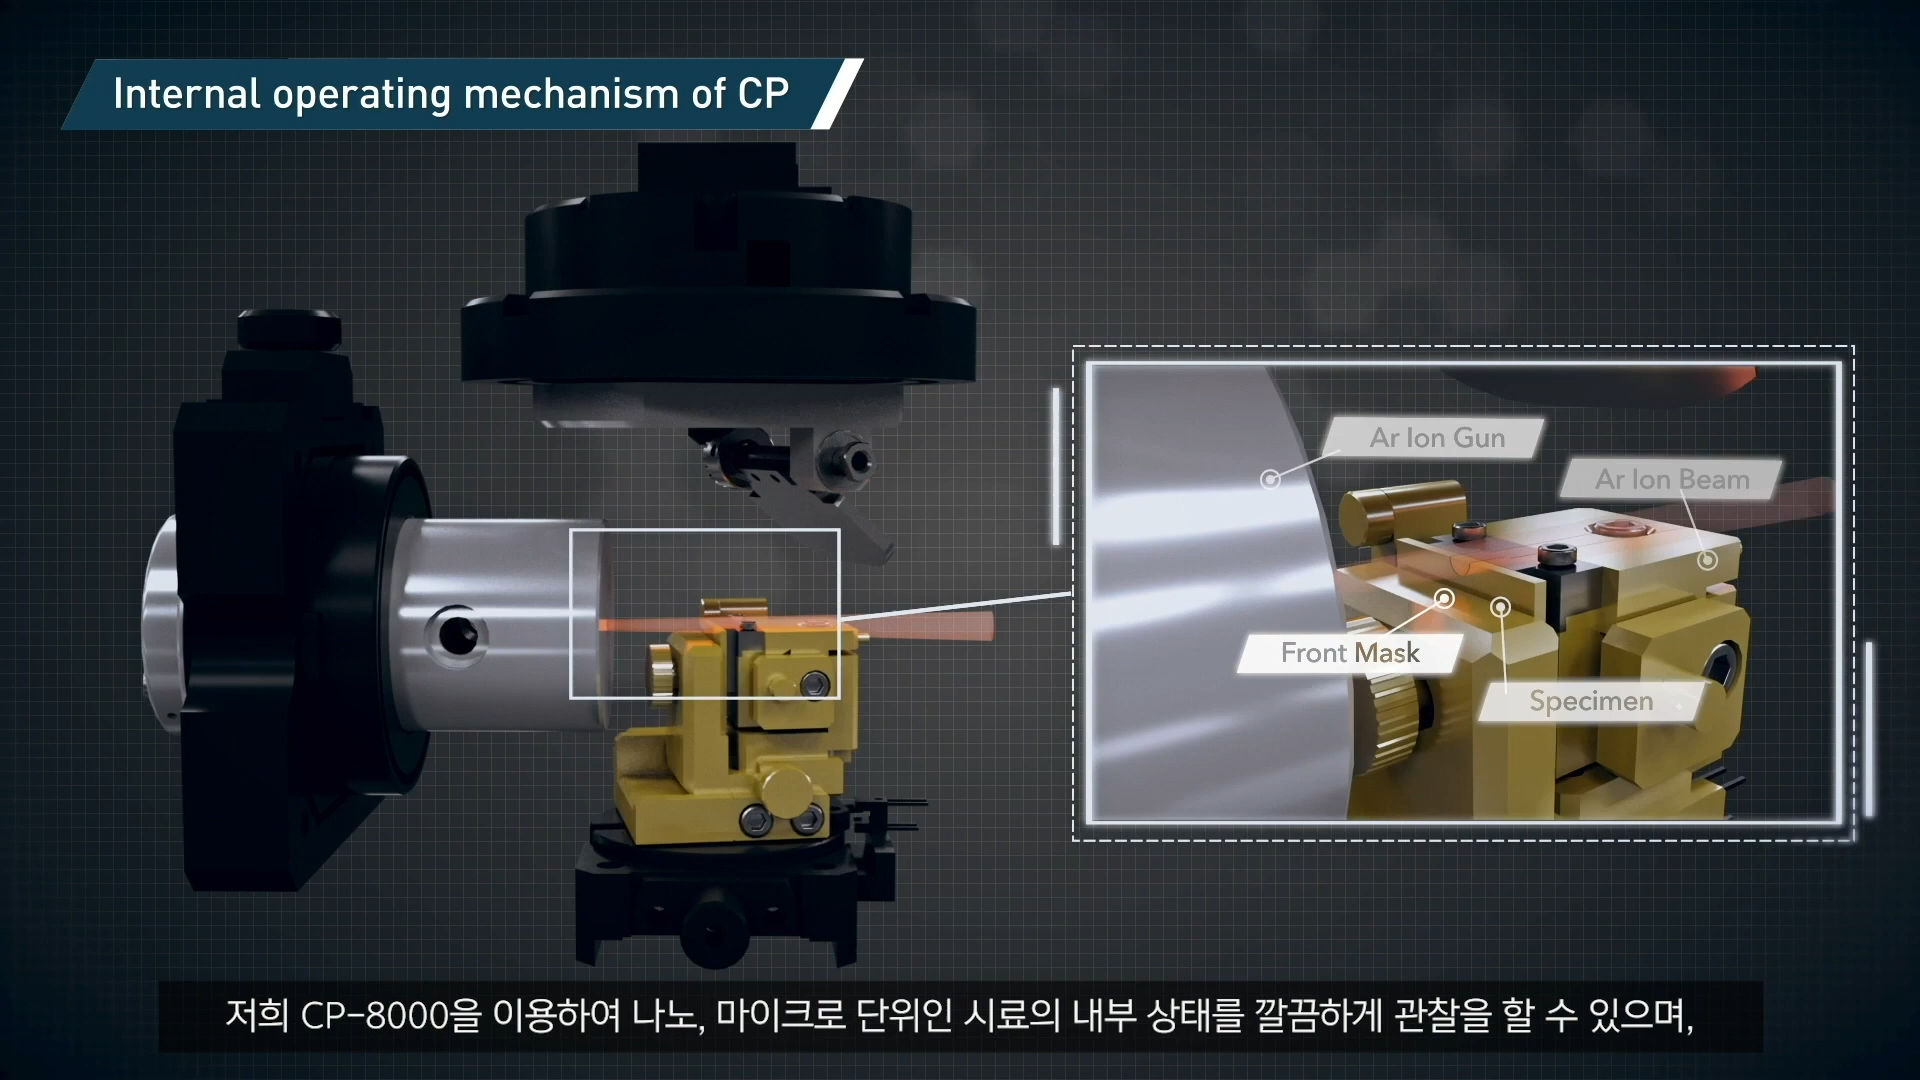 Internal operating mechanism of CP
Ar Ion Gun
Ar Ion Beam
Front Mask
Specimen
저희 CP-8000을 이용하여 나노, 마이크로 단위인 시료의 내부 상태를 깔끔하게 관찰을 할 수 있으며,